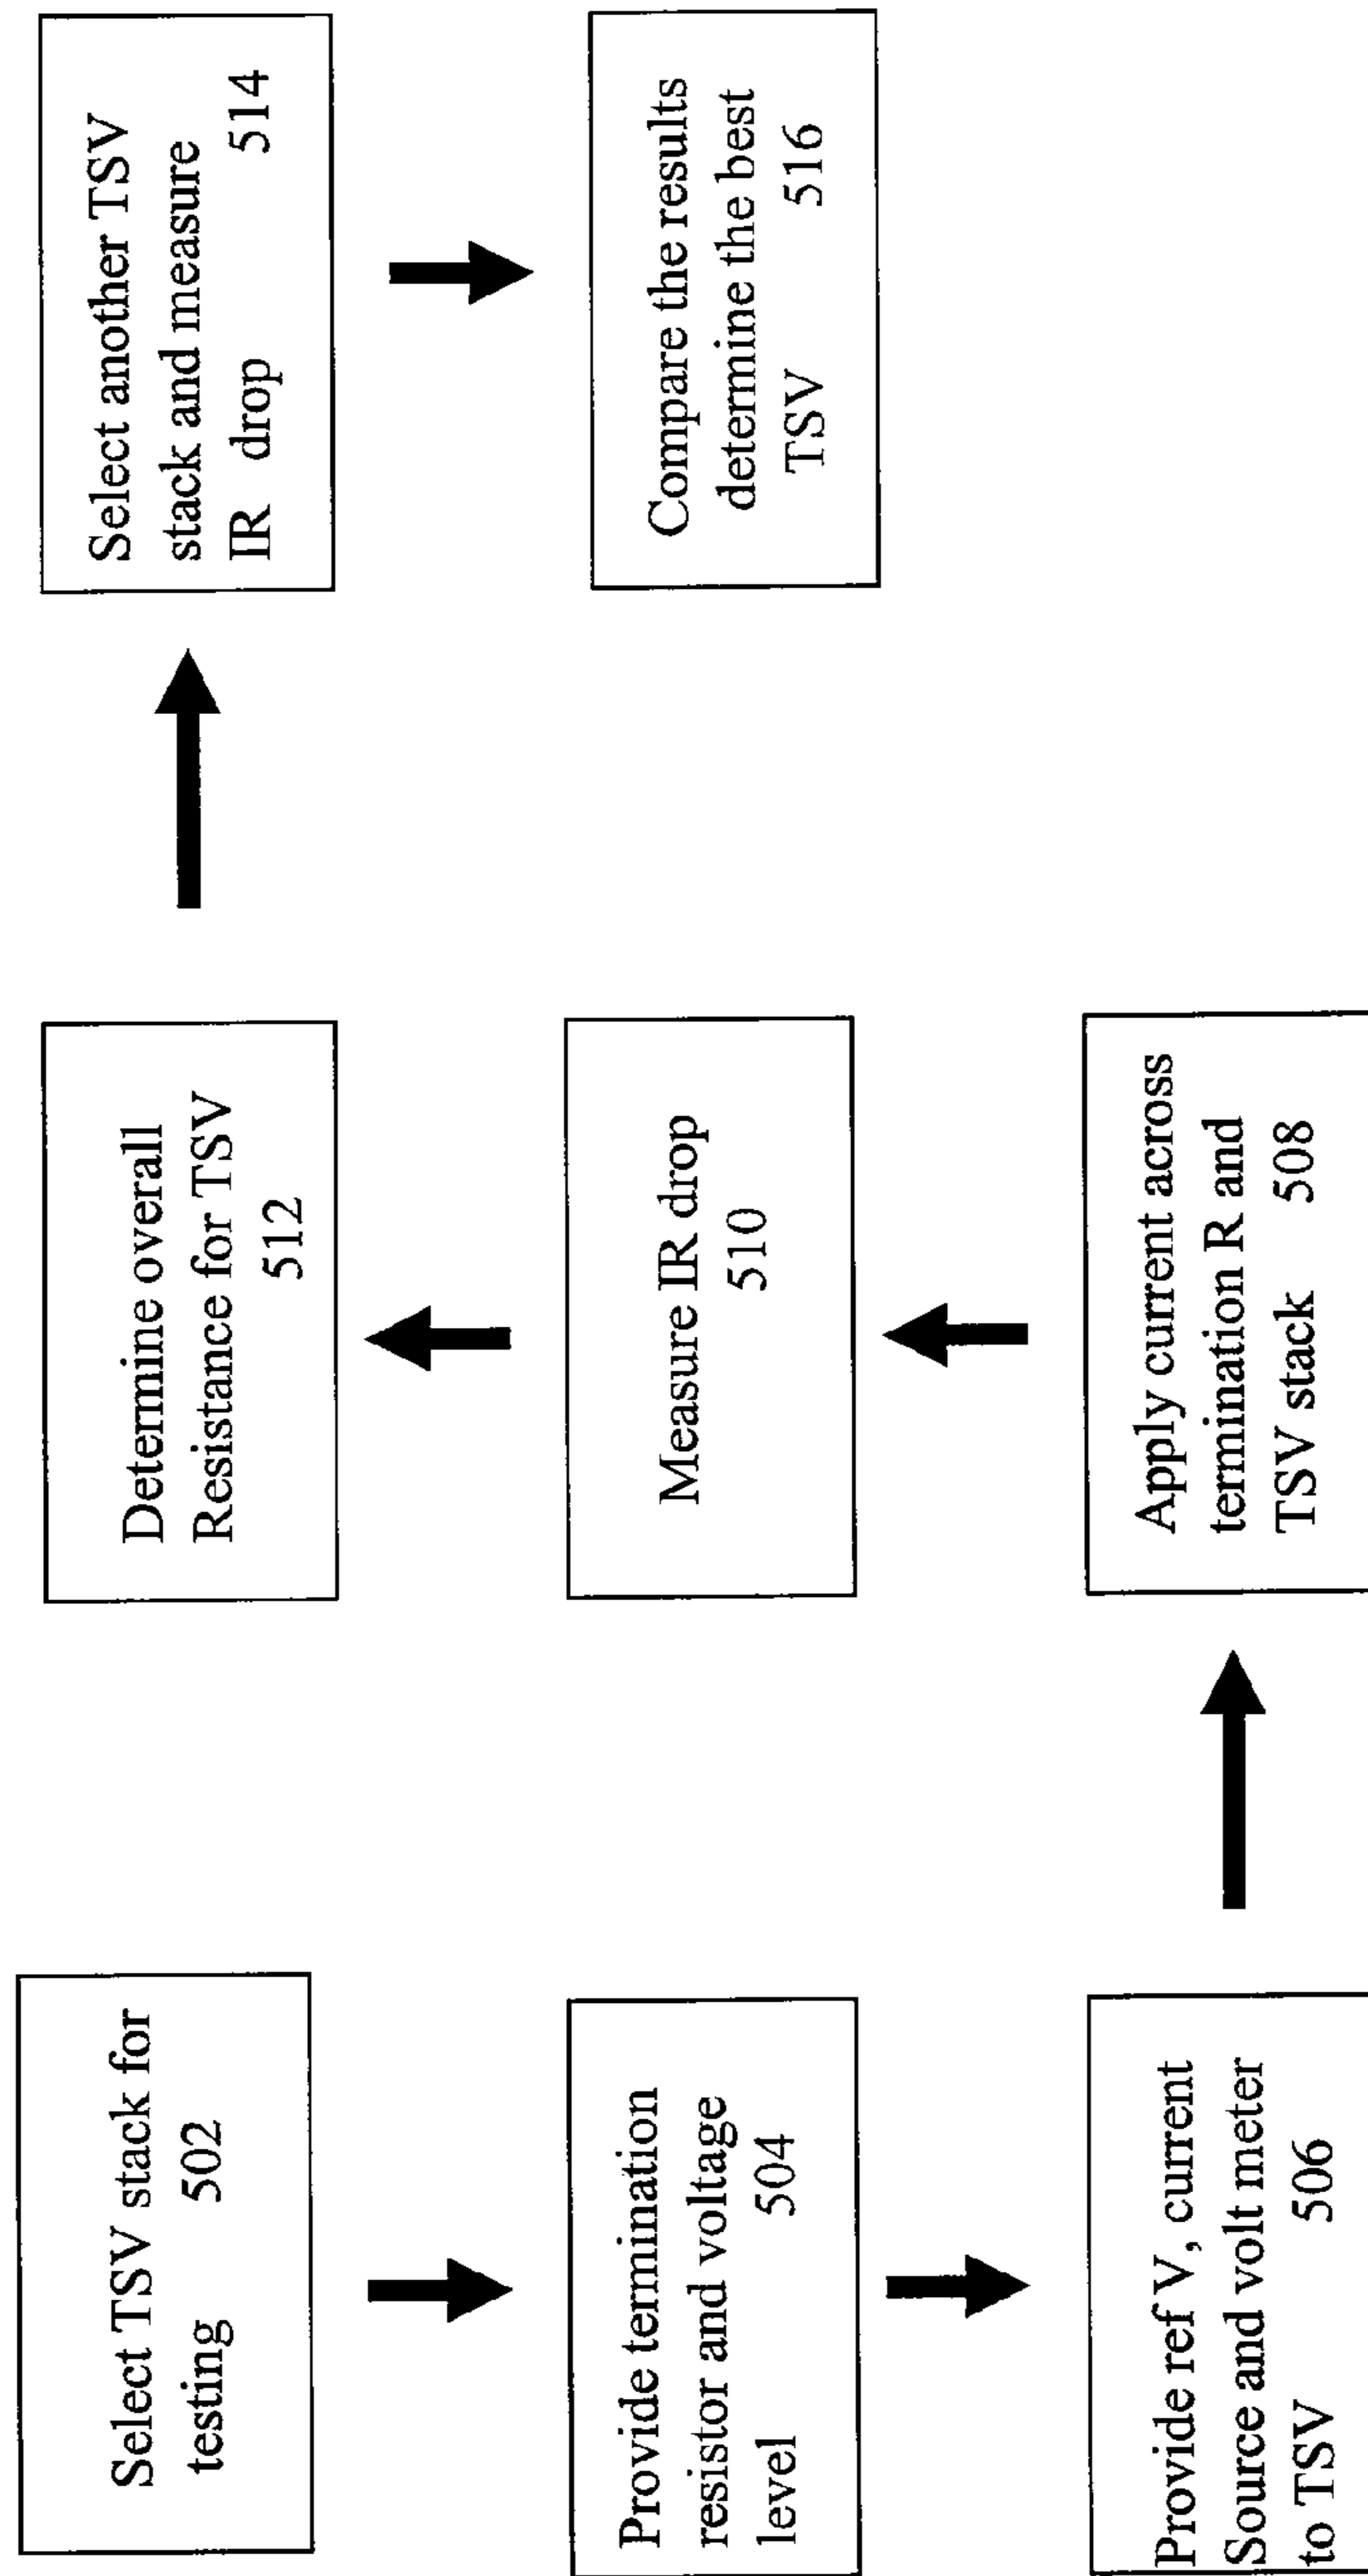 Select TSV stack for
testing 502
Provide termination
resistor and voltage
level 504
Provide ref V, current
Source and volt meter
to TSV 506
Apply current across
termination R and
TSV stack 508
Measure IR drop
510
Determine overall
Resistance for TSV
512
Select another TSV
stack and measure
IR drop 514
Compare the results
determine the best
TSV 516